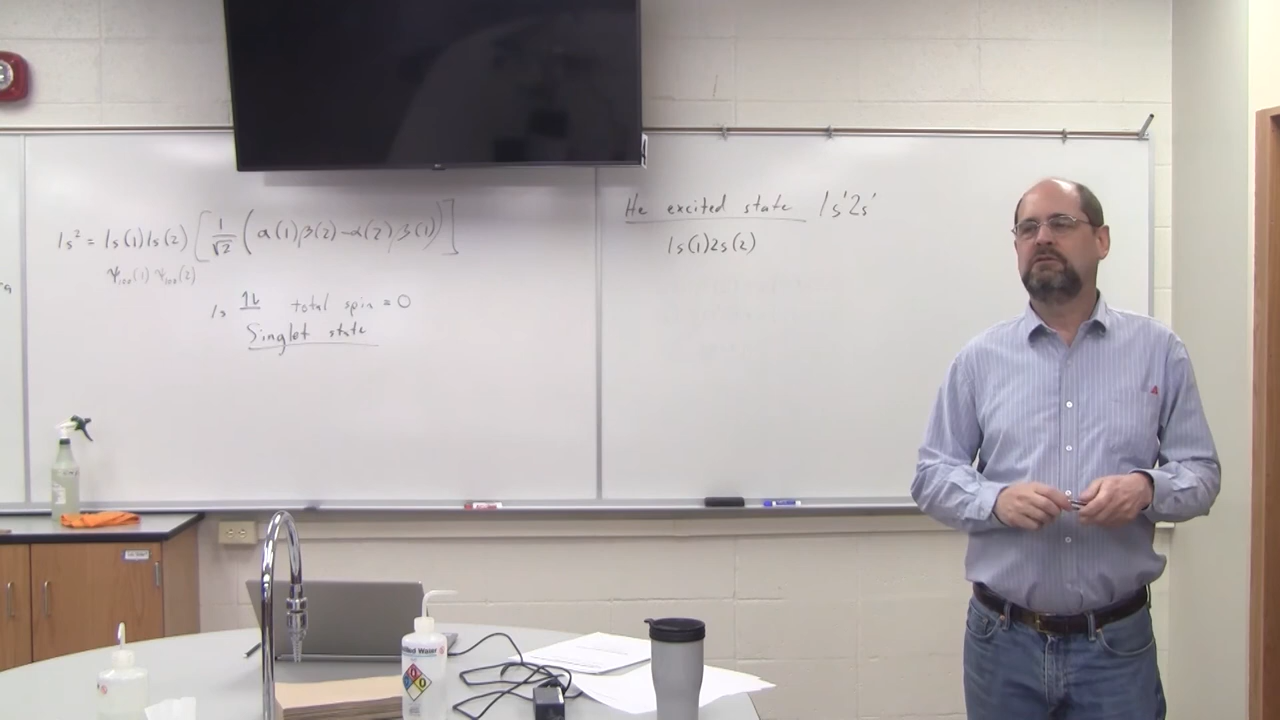 1s² = 1s(1)1s(2) [ 1/√2 ( α(1)β(2) - α(2)β(1) ) ]
ψ₁₀₀(1) ψ₁₀₀(2)
1s ↿⇂ total spin = 0
Singlet state
He excited state 1s'2s'
1s(1)2s(2)
Water